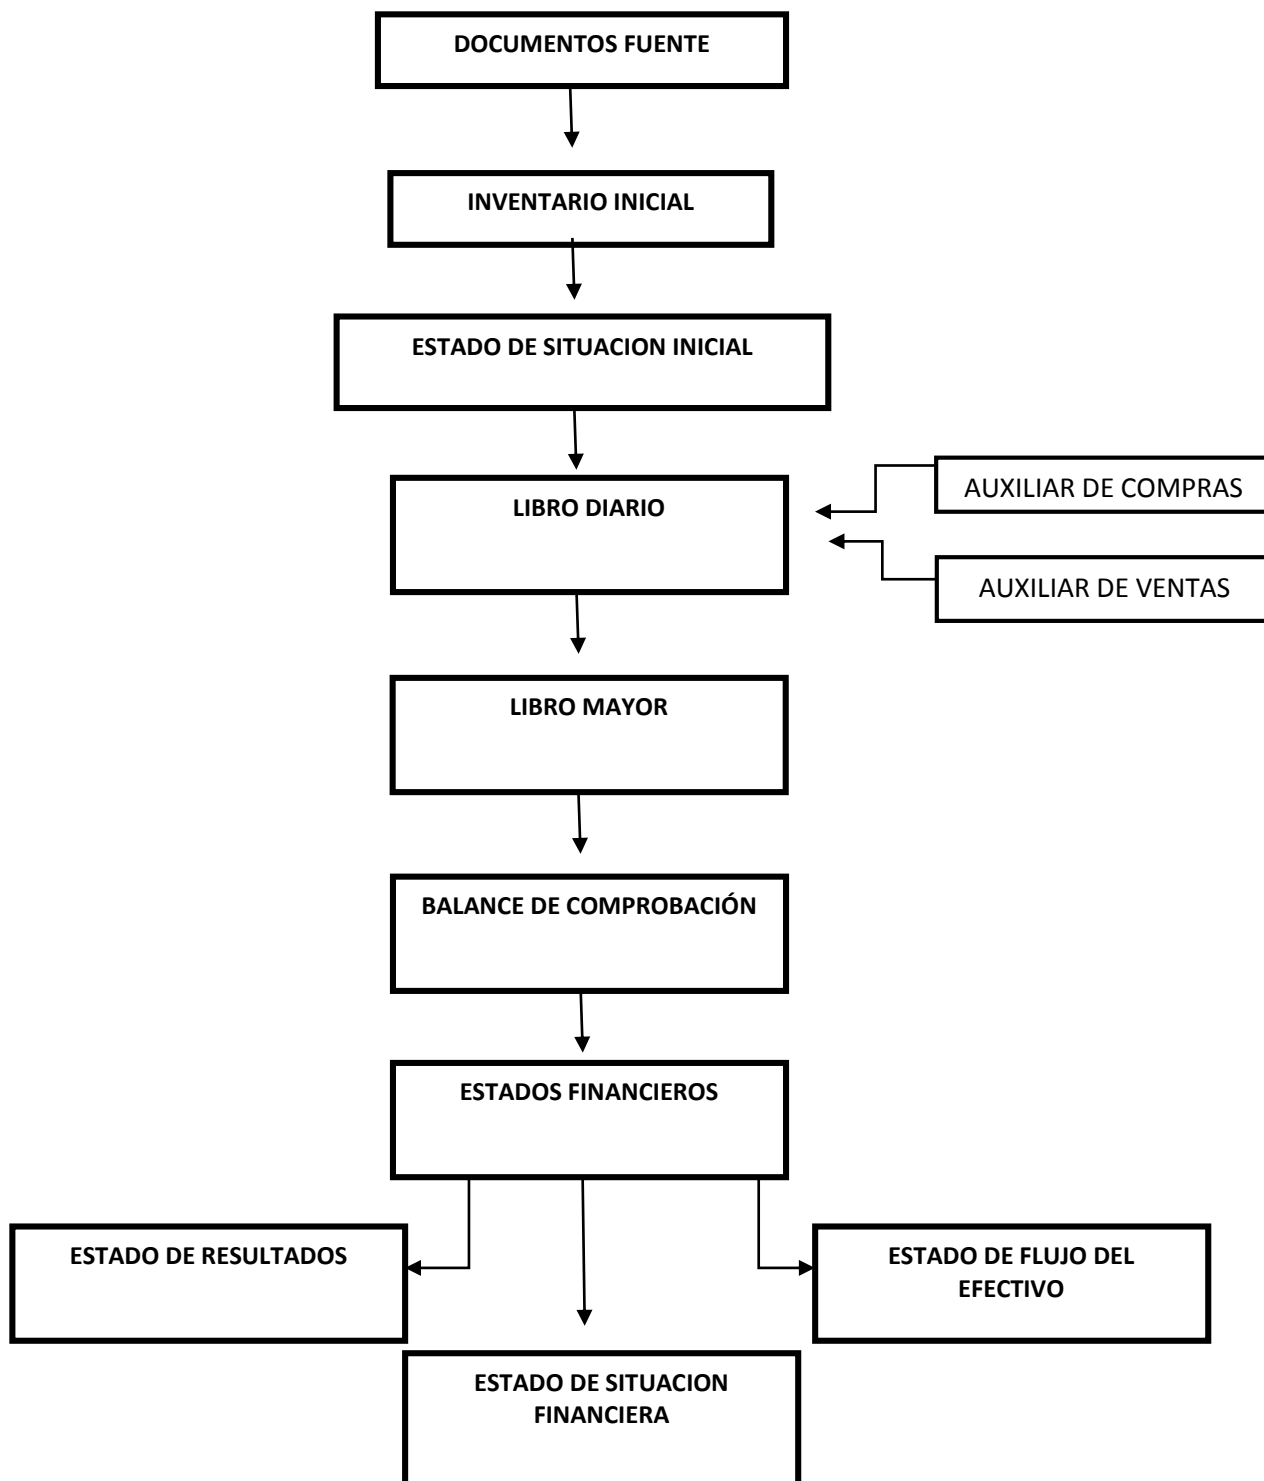 DOCUMENTOS FUENTE
INVENTARIO INICIAL
ESTADO DE SITUACION INICIAL
LIBRO DIARIO
AUXILIAR DE COMPRAS
AUXILIAR DE VENTAS
LIBRO MAYOR
BALANCE DE COMPROBACIÓN
ESTADOS FINANCIEROS
ESTADO DE RESULTADOS
ESTADO DE FLUJO DEL
EFECTIVO
ESTADO DE SITUACION
FINANCIERA